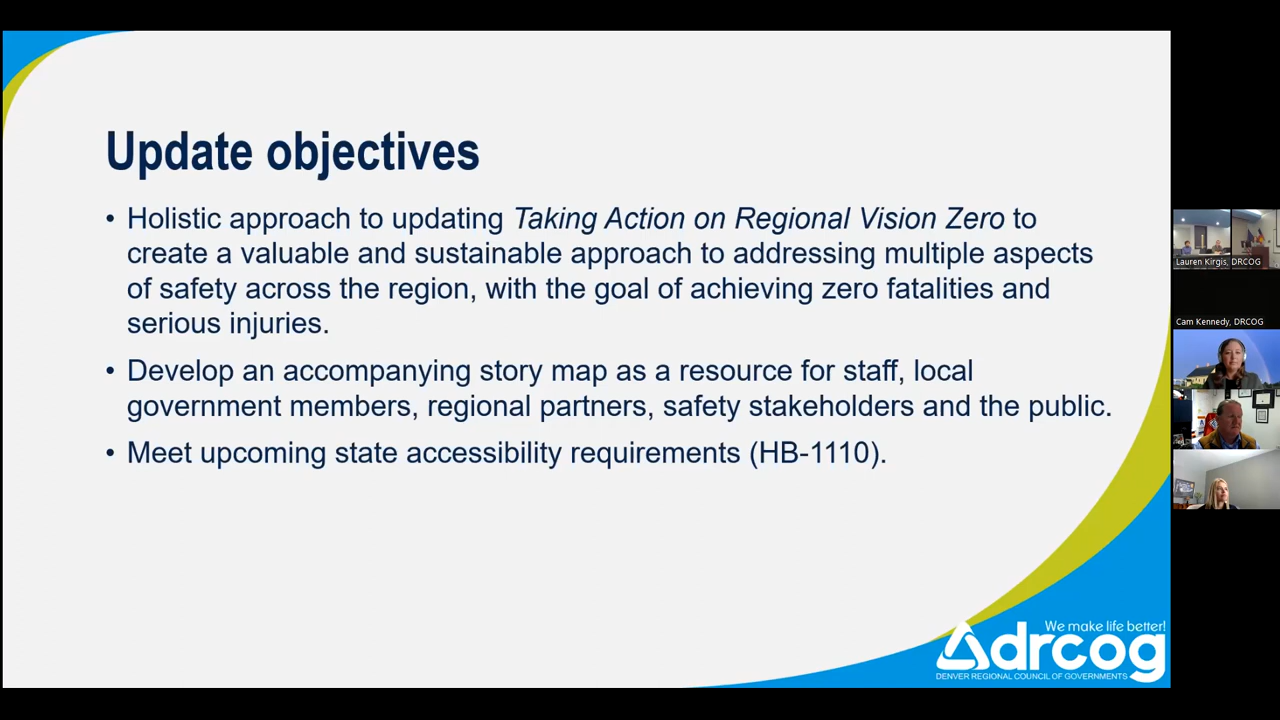 Update objectives
• Holistic approach to updating Taking Action on Regional Vision Zero to
create a valuable and sustainable approach to addressing multiple aspects
of safety across the region, with the goal of achieving zero fatalities and
serious injuries.
• Develop an accompanying story map as a resource for staff, local
government members, regional partners, safety stakeholders and the public.
• Meet upcoming state accessibility requirements (HB-1110).
Lauren Kirgis, DRCOG
Cam Kennedy, DRCOG
We make life better!
drcog
DENVER REGIONAL COUNCIL OF GOVERNMENTS